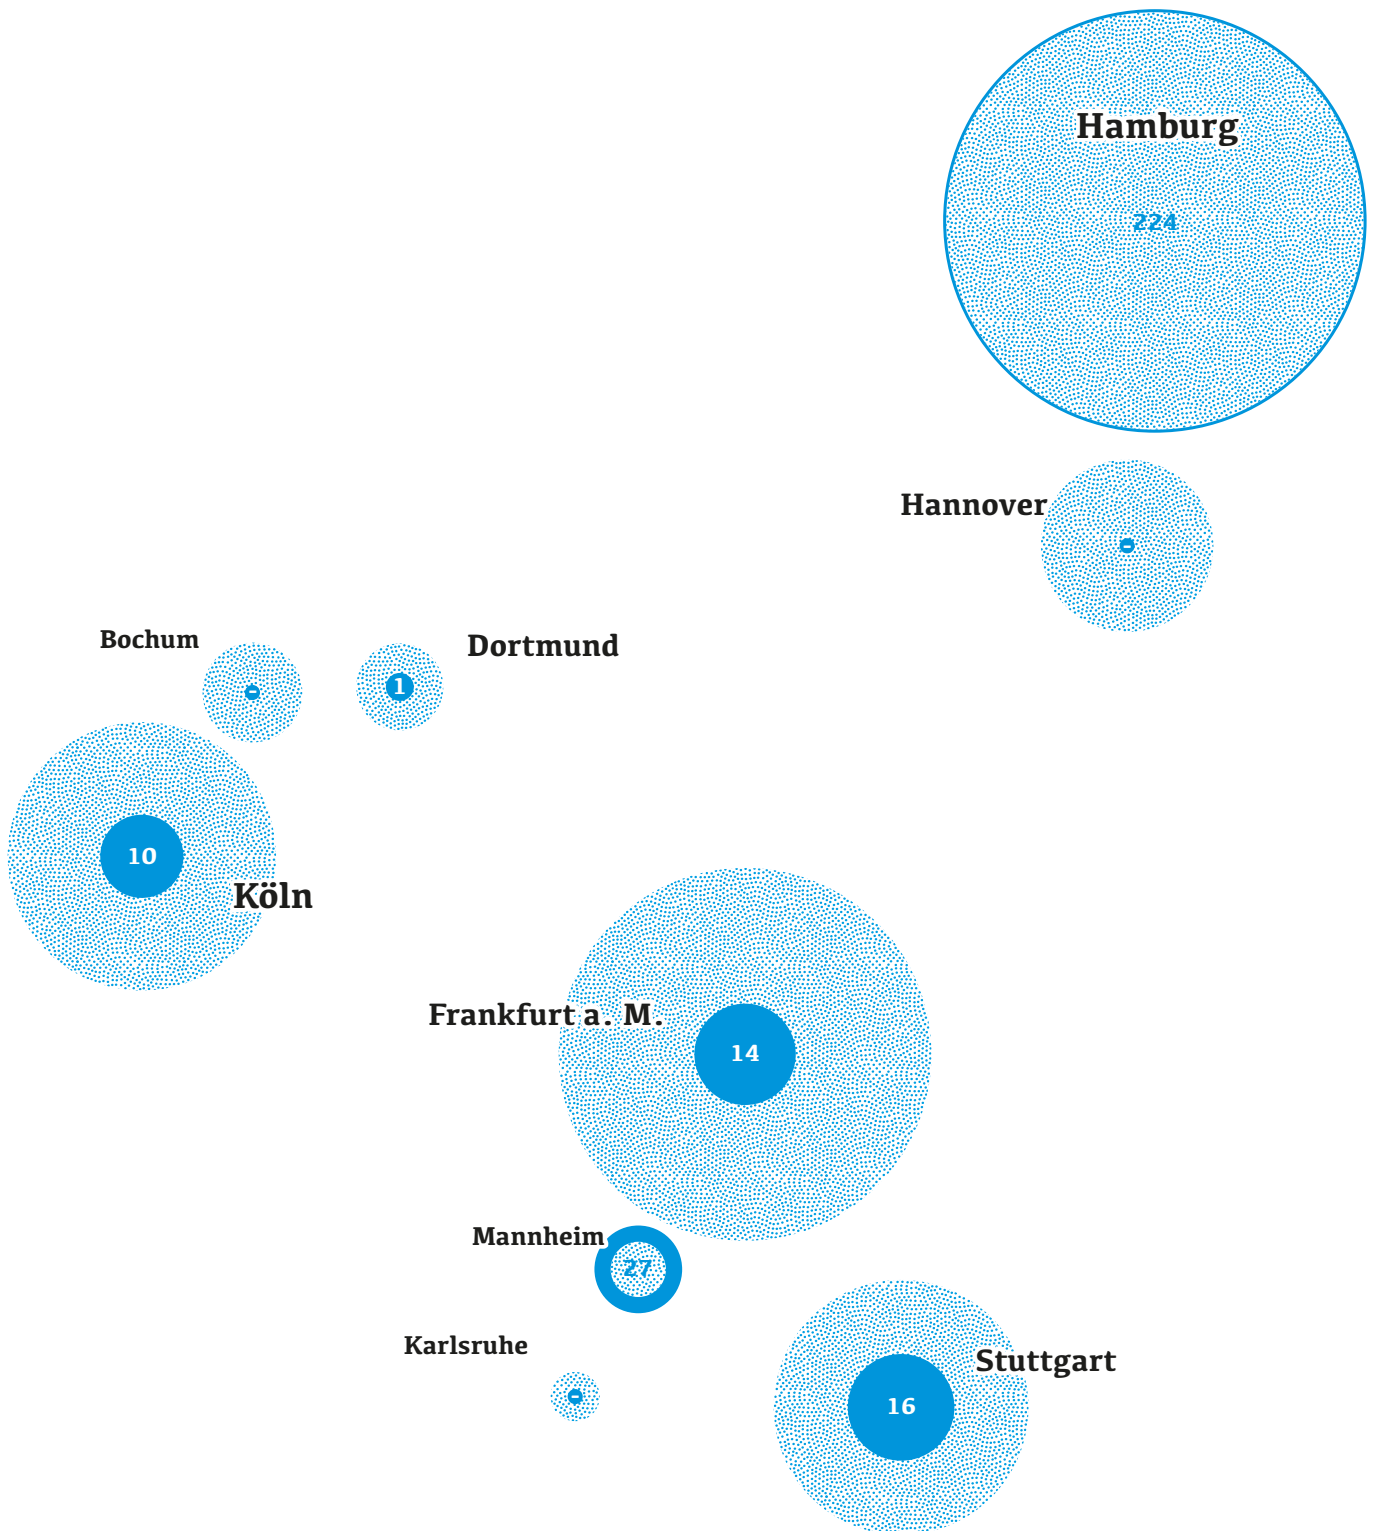 Hamburg
224
Hannover
–
Bochum
–
Dortmund
1
10
Köln
Frankfurt a. M.
14
Mannheim
27
Karlsruhe
–
Stuttgart
16